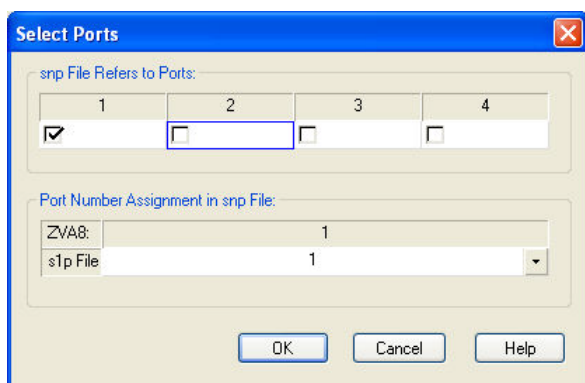 Select Ports
snp File Refers to Ports:
1 2 3 4
Port Number Assignment in snp File:
ZVA8: 1
s1p File 1
OK Cancel Help